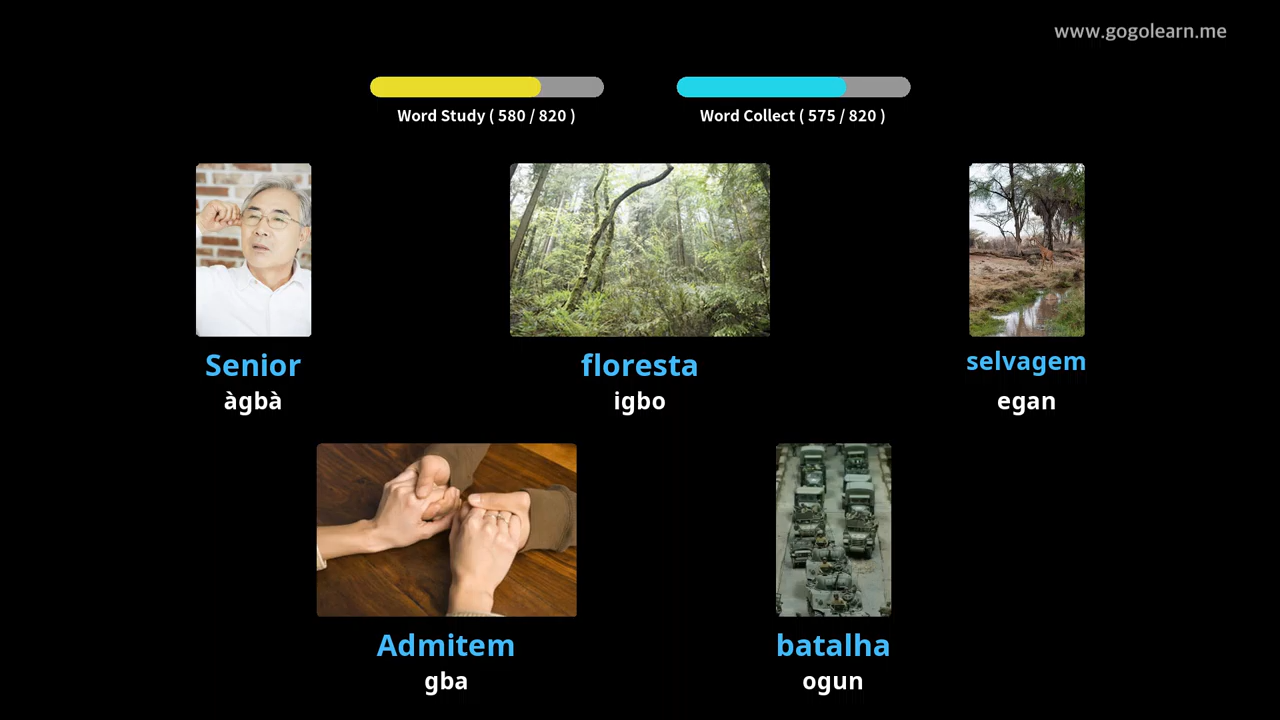 www.gogolearn.me
Word Study ( 580 / 820 )
Word Collect ( 575 / 820 )
Senior
àgbà
floresta
igbo
selvagem
egan
Admitem
gba
batalha
ogun